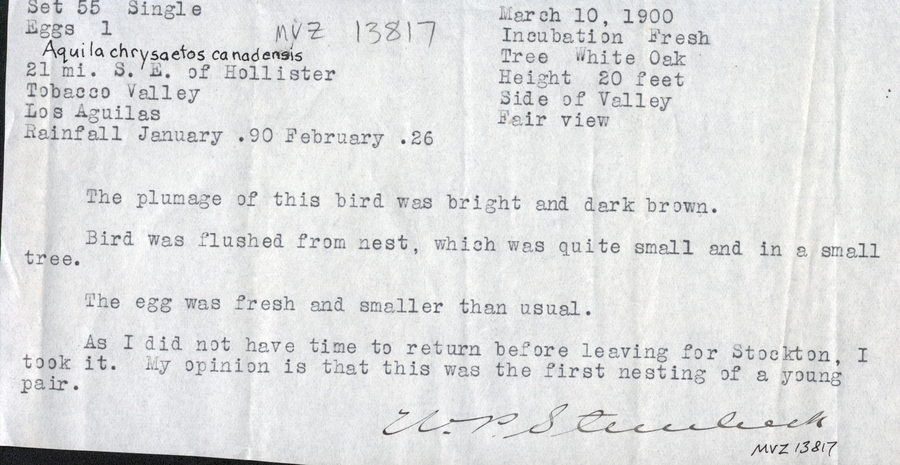 Set 55 Single
Eggs 1
MVZ 13817
Aquila chrysaetos canadensis
21 mi. S. E. of Hollister
Tobacco Valley
Los Aguilas
Rainfall January .90 February .26
March 10, 1900
Incubation Fresh
Tree White Oak
Height 20 feet
Side of Valley
Fair view
The plumage of this bird was bright and dark brown.
Bird was flushed from nest, which was quite small and in a small
tree.
The egg was fresh and smaller than usual.
As I did not have time to return before leaving for Stockton, I
took it. My opinion is that this was the first nesting of a young
pair.
W. P. Steinbeck
MVZ 13817